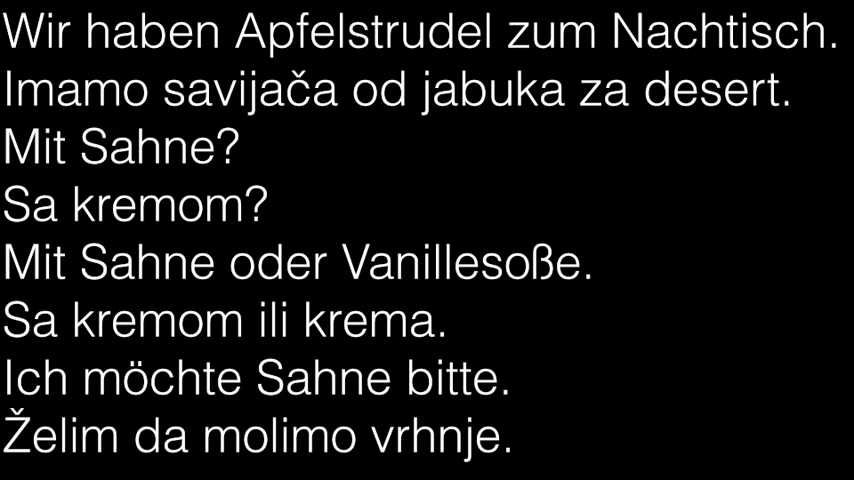 Wir haben Apfelstrudel zum Nachtisch.
Imamo savijača od jabuka za desert.
Mit Sahne?
Sa kremom?
Mit Sahne oder Vanillesoße.
Sa kremom ili krema.
Ich möchte Sahne bitte.
Želim da molimo vrhnje.